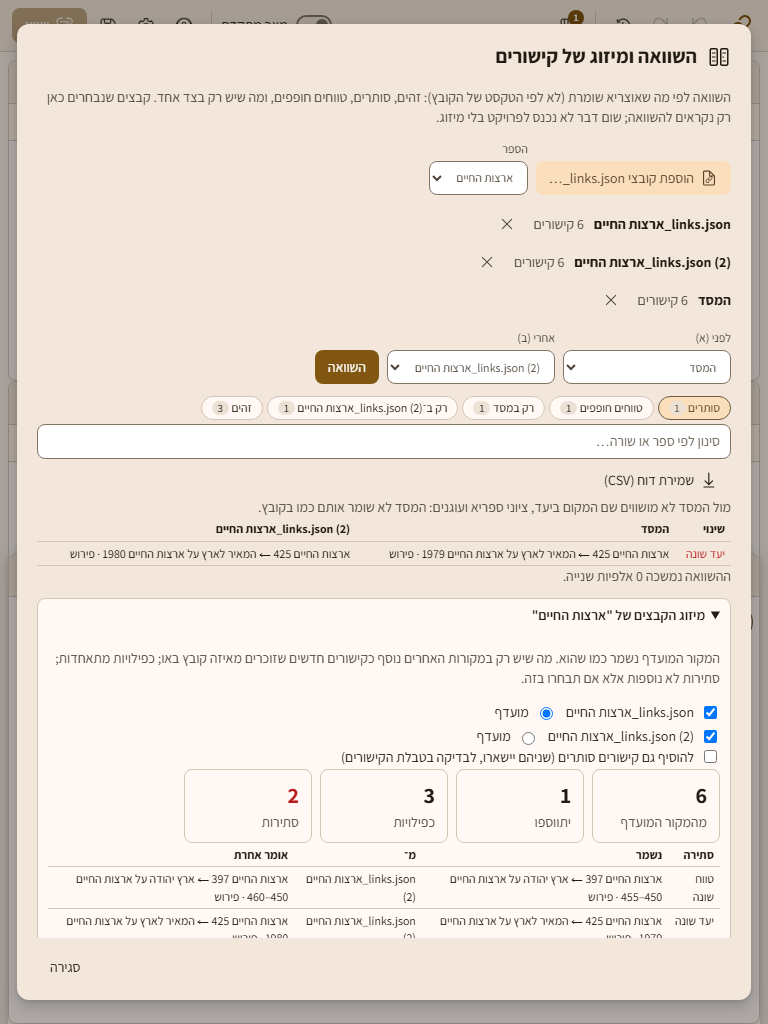 מצב מתקדם
1
השוואה ומיזוג של קישורים
השוואה לפי מה שאוצריא שומרת (לא לפי הטקסט של הקובץ): זהים, סותרים, טווחים חופפים, ומה שיש רק בצד אחד. קבצים שנבחרים כאן
רק נקראים להשוואה; שום דבר לא נכנס לפרויקט בלי מיזוג.
הספר
הוספת קובצי links.json_…
ארצות החיים
ארצות החיים_links.json 6 קישורים
ארצות החיים_links.json (2) 6 קישורים
המסד 6 קישורים
לפני (א)
אחרי (ב)
המסד
ארצות החיים_links.json (2)
השוואה
סותרים 1
טווחים חופפים 1
רק במסד 1
רק ב־ארצות החיים_links.json (2) 1
זהים 3
סינון לפי ספר או שורה…
שמירת דוח (CSV)
מול המסד לא מושווים שם המקום ביעד, ציוני ספריא ועוגנים: המסד לא שומר אותם כמו בקובץ.
שינוי המסד ארצות החיים_links.json (2)
יעד שונה ארצות החיים 425 ← המאיר לארץ על ארצות החיים 1979 · פירוש ארצות החיים 425 ← המאיר לארץ על ארצות החיים 1980 · פירוש
ההשוואה נמשכה 0 אלפיות שנייה.
▼ מיזוג הקבצים של "ארצות החיים"
המקור המועדף נשמר כמו שהוא. מה שיש רק במקורות האחרים נוסף כקישורים חדשים שזוכרים מאיזה קובץ באו; כפילויות מתאחדות;
סתירות לא נוספות אלא אם תבחרו בזה.
ארצות החיים_links.json מועדף
ארצות החיים_links.json (2) מועדף
להוסיף גם קישורים סותרים (שניהם יישארו, לבדיקה בטבלת הקישורים)
6
מהמקור המועדף
1
יתווספו
3
כפילויות
2
סתירות
סתירה נשמר מ־ אומר אחרת
טווח שונה ארצות החיים 397 ← ארץ יהודה על ארצות החיים 450–455 · פירוש ארצות החיים_links.json (2) ארצות החיים 397 ← ארץ יהודה על ארצות החיים 450–460 · פירוש
יעד שונה ארצות החיים 425 ← המאיר לארץ על ארצות החיים 1979 · פירוש ארצות החיים_links.json (2) ארצות החיים 425 ← המאיר לארץ על ארצות החיים 1980 · פירוש
סגירה